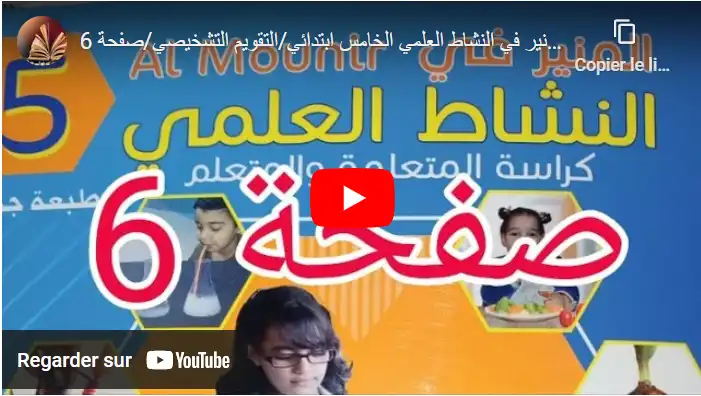 نير في النشاط العلمي الخامس ابتدائي/التقويم التشخيصي/صفحة 6...
Copier le li...
المنير في Al Mounir
5
النشاط العلمي
كراسة المتعلمة والمتعلم
طبعة
صفحة 6
Regarder sur YouTube